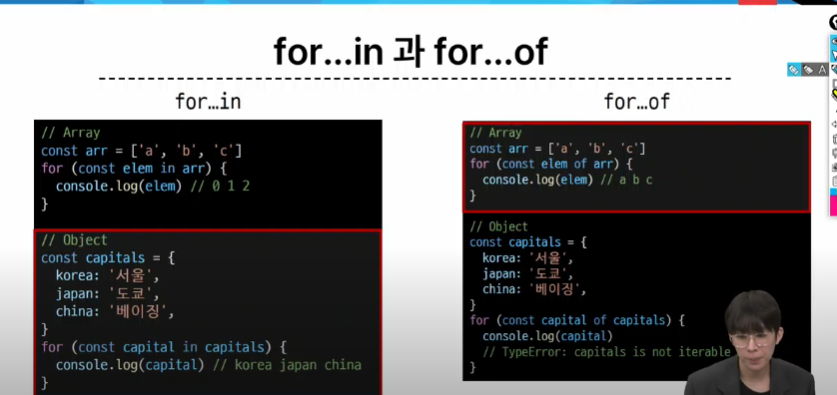 for...in 과 for...of
for...in
// Array
const arr = ['a', 'b', 'c']
for (const elem in arr) {
console.log(elem) // 0 1 2
}
// Object
const capitals = {
korea: '서울',
japan: '도쿄',
china: '베이징',
}
for (const capital in capitals) {
console.log(capital) // korea japan china
}
for...of
// Array
const arr = ['a', 'b', 'c']
for (const elem of arr) {
console.log(elem) // a b c
}
// Object
const capitals = {
korea: '서울',
japan: '도쿄',
china: '베이징',
}
for (const capital of capitals) {
console.log(capital)
// TypeError: capitals is not iterable
}
A